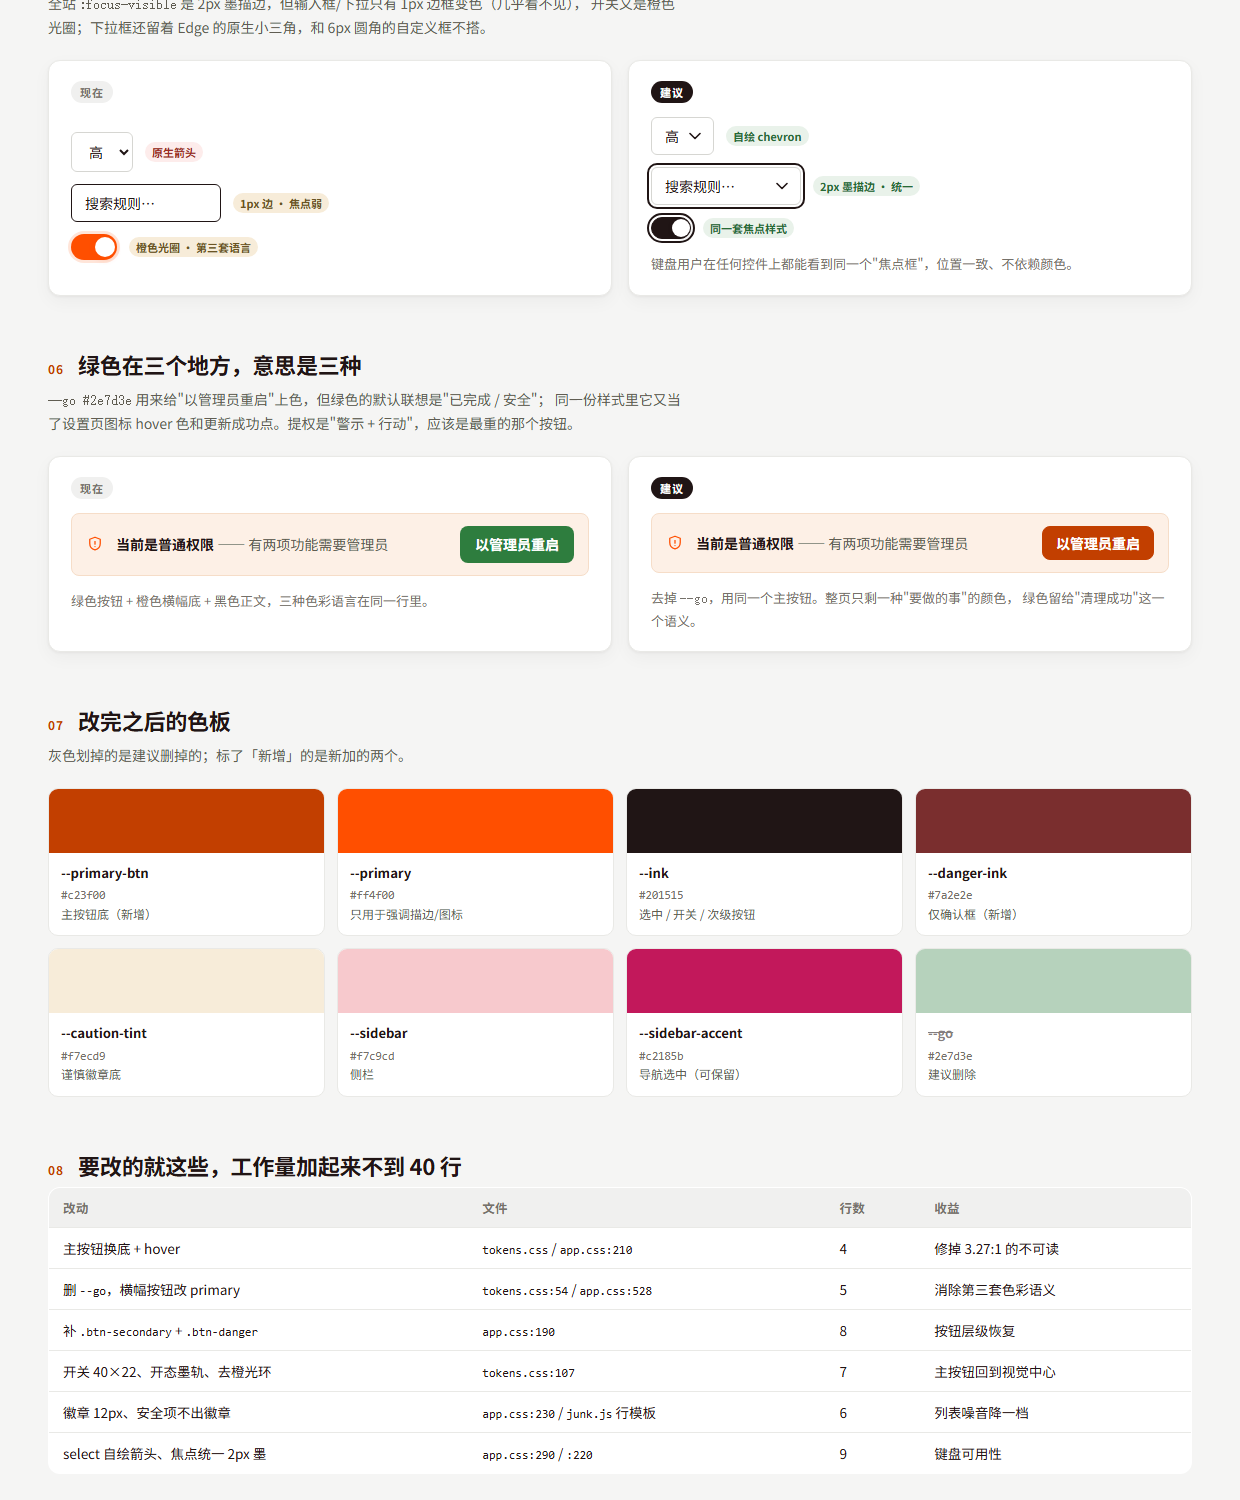 全站 :focus-visible 是 2px 墨描边，但输入框/下拉只有 1px 边框变色（几乎看不见）， 开关又是橙色
光圈；下拉框还留着 Edge 的原生小三角，和 6px 圆角的自定义框不搭。
现在
高
原生箭头
搜索规则…
1px 边 · 焦点弱
橙色光圈 · 第三套语言
建议
高
自绘 chevron
搜索规则…
2px 墨描边 · 统一
同一套焦点样式
键盘用户在任何控件上都能看到同一个"焦点框"，位置一致、不依赖颜色。
06 绿色在三个地方，意思是三种
--go #2e7d3e 用来给"以管理员重启"上色，但绿色的默认联想是"已完成 / 安全"； 同一份样式里它又当
了设置页图标 hover 色和更新成功点。提权是"警示 + 行动"，应该是最重的那个按钮。
现在
当前是普通权限 —— 有两项功能需要管理员
以管理员重启
绿色按钮 + 橙色横幅底 + 黑色正文，三种色彩语言在同一行里。
建议
当前是普通权限 —— 有两项功能需要管理员
以管理员重启
去掉 --go，用同一个主按钮。整页只剩一种"要做的事"的颜色， 绿色留给"清理成功"这一
个语义。
07 改完之后的色板
灰色划掉的是建议删掉的；标了「新增」的是新加的两个。
--primary-btn
#c23f00
主按钮底（新增）
--primary
#ff4f00
只用于强调描边/图标
--ink
#201515
选中 / 开关 / 次级按钮
--danger-ink
#7a2e2e
仅确认框（新增）
--caution-tint
#f7ecd9
谨慎徽章底
--sidebar
#f7c9cd
侧栏
--sidebar-accent
#c2185b
导航选中（可保留）
--go
#2e7d3e
建议删除
08 要改的就这些，工作量加起来不到 40 行
改动 文件 行数 收益
主按钮换底 + hover tokens.css / app.css:210 4 修掉 3.27:1 的不可读
删 --go，横幅按钮改 primary tokens.css:54 / app.css:528 5 消除第三套色彩语义
补 .btn-secondary + .btn-danger app.css:190 8 按钮层级恢复
开关 40×22、开态墨轨、去橙光环 tokens.css:107 7 主按钮回到视觉中心
徽章 12px、安全项不出徽章 app.css:230 / junk.js 行模板 6 列表噪音降一档
select 自绘箭头、焦点统一 2px 墨 app.css:290 / :220 9 键盘可用性